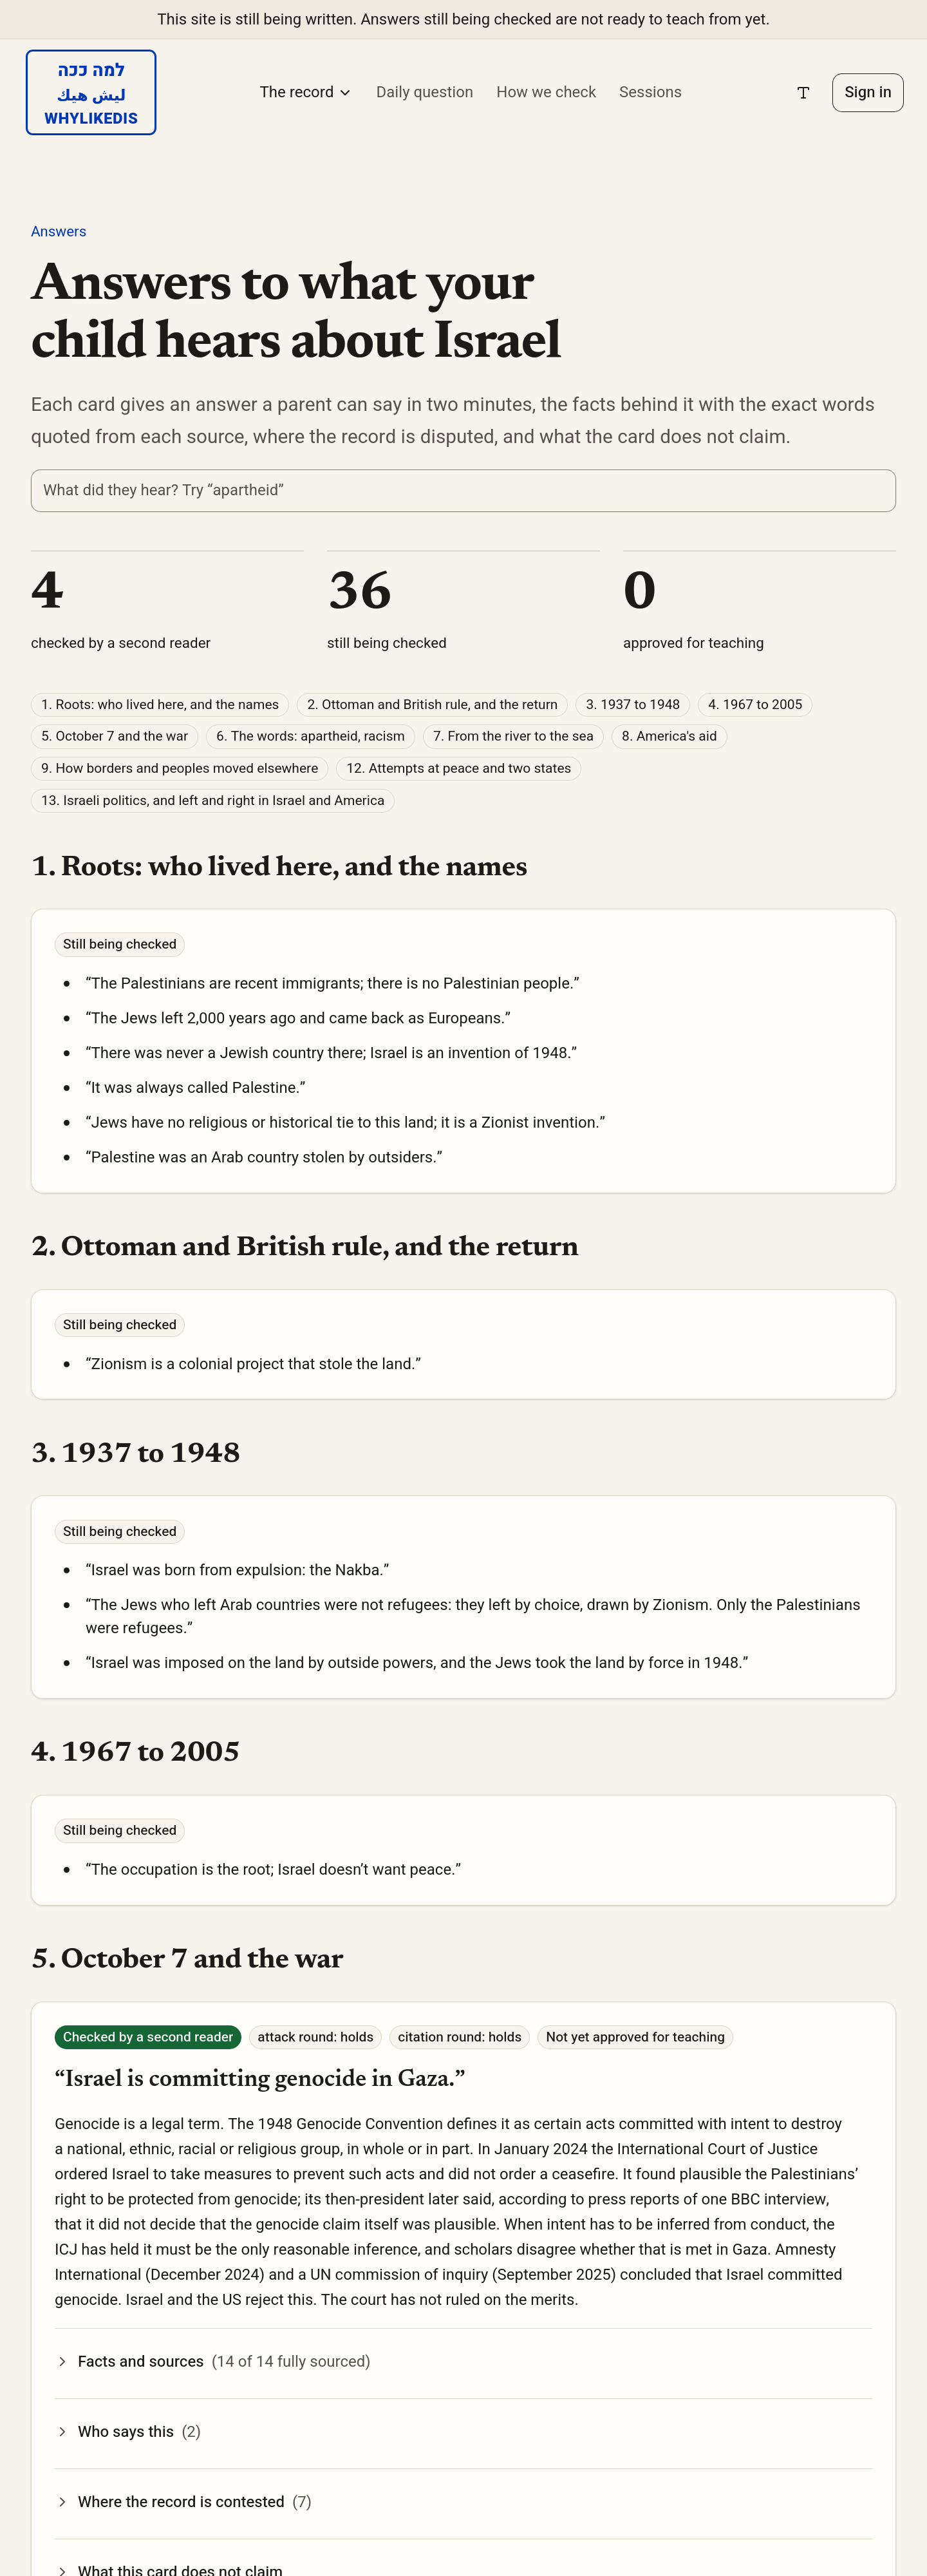 This site is still being written. Answers still being checked are not ready to teach from yet.
למה ככה
ليش هيك
WHYLIKEDIS
The record
Daily question
How we check
Sessions
Sign in
Answers
Answers to what your
child hears about Israel
Each card gives an answer a parent can say in two minutes, the facts behind it with the exact words
quoted from each source, where the record is disputed, and what the card does not claim.
What did they hear? Try “apartheid”
4
checked by a second reader
36
still being checked
0
approved for teaching
1. Roots: who lived here, and the names
2. Ottoman and British rule, and the return
3. 1937 to 1948
4. 1967 to 2005
5. October 7 and the war
6. The words: apartheid, racism
7. From the river to the sea
8. America's aid
9. How borders and peoples moved elsewhere
12. Attempts at peace and two states
13. Israeli politics, and left and right in Israel and America
1. Roots: who lived here, and the names
Still being checked
“The Palestinians are recent immigrants; there is no Palestinian people.”
“The Jews left 2,000 years ago and came back as Europeans.”
“There was never a Jewish country there; Israel is an invention of 1948.”
“It was always called Palestine.”
“Jews have no religious or historical tie to this land; it is a Zionist invention.”
“Palestine was an Arab country stolen by outsiders.”
2. Ottoman and British rule, and the return
Still being checked
“Zionism is a colonial project that stole the land.”
3. 1937 to 1948
Still being checked
“Israel was born from expulsion: the Nakba.”
“The Jews who left Arab countries were not refugees: they left by choice, drawn by Zionism. Only the Palestinians
were refugees.”
“Israel was imposed on the land by outside powers, and the Jews took the land by force in 1948.”
4. 1967 to 2005
Still being checked
“The occupation is the root; Israel doesn’t want peace.”
5. October 7 and the war
Checked by a second reader
attack round: holds
citation round: holds
Not yet approved for teaching
“Israel is committing genocide in Gaza.”
Genocide is a legal term. The 1948 Genocide Convention defines it as certain acts committed with intent to destroy
a national, ethnic, racial or religious group, in whole or in part. In January 2024 the International Court of Justice
ordered Israel to take measures to prevent such acts and did not order a ceasefire. It found plausible the Palestinians’
right to be protected from genocide; its then-president later said, according to press reports of one BBC interview,
that it did not decide that the genocide claim itself was plausible. When intent has to be inferred from conduct, the
ICJ has held it must be the only reasonable inference, and scholars disagree whether that is met in Gaza. Amnesty
International (December 2024) and a UN commission of inquiry (September 2025) concluded that Israel committed
genocide. Israel and the US reject this. The court has not ruled on the merits.
Facts and sources (14 of 14 fully sourced)
Who says this (2)
Where the record is contested (7)
What this card does not claim